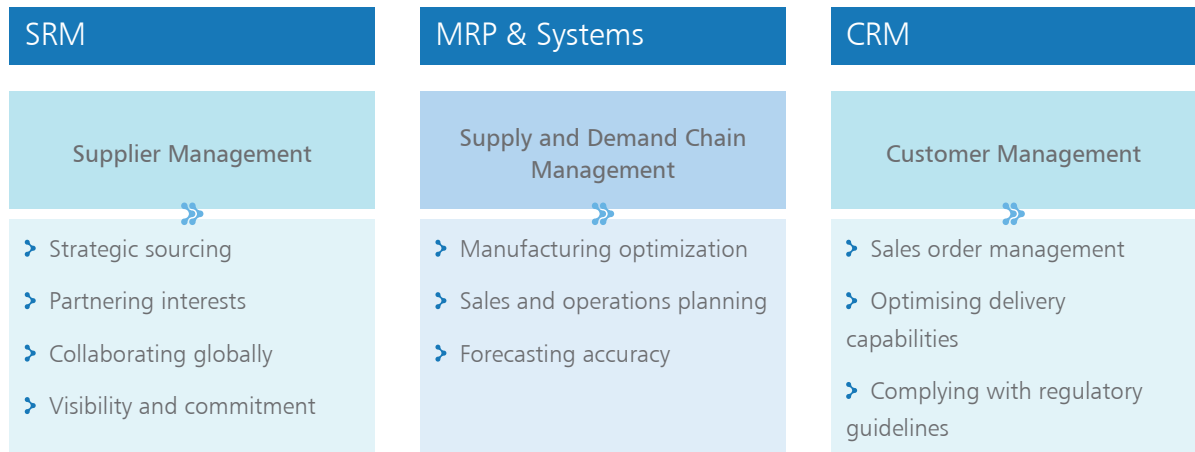 SRM
Supplier Management
Strategic sourcing
Partnering interests
Collaborating globally
Visibility and commitment
MRP & Systems
Supply and Demand Chain
Management
Manufacturing optimization
Sales and operations planning
Forecasting accuracy
CRM
Customer Management
Sales order management
Optimising delivery
capabilities
Complying with regulatory
guidelines